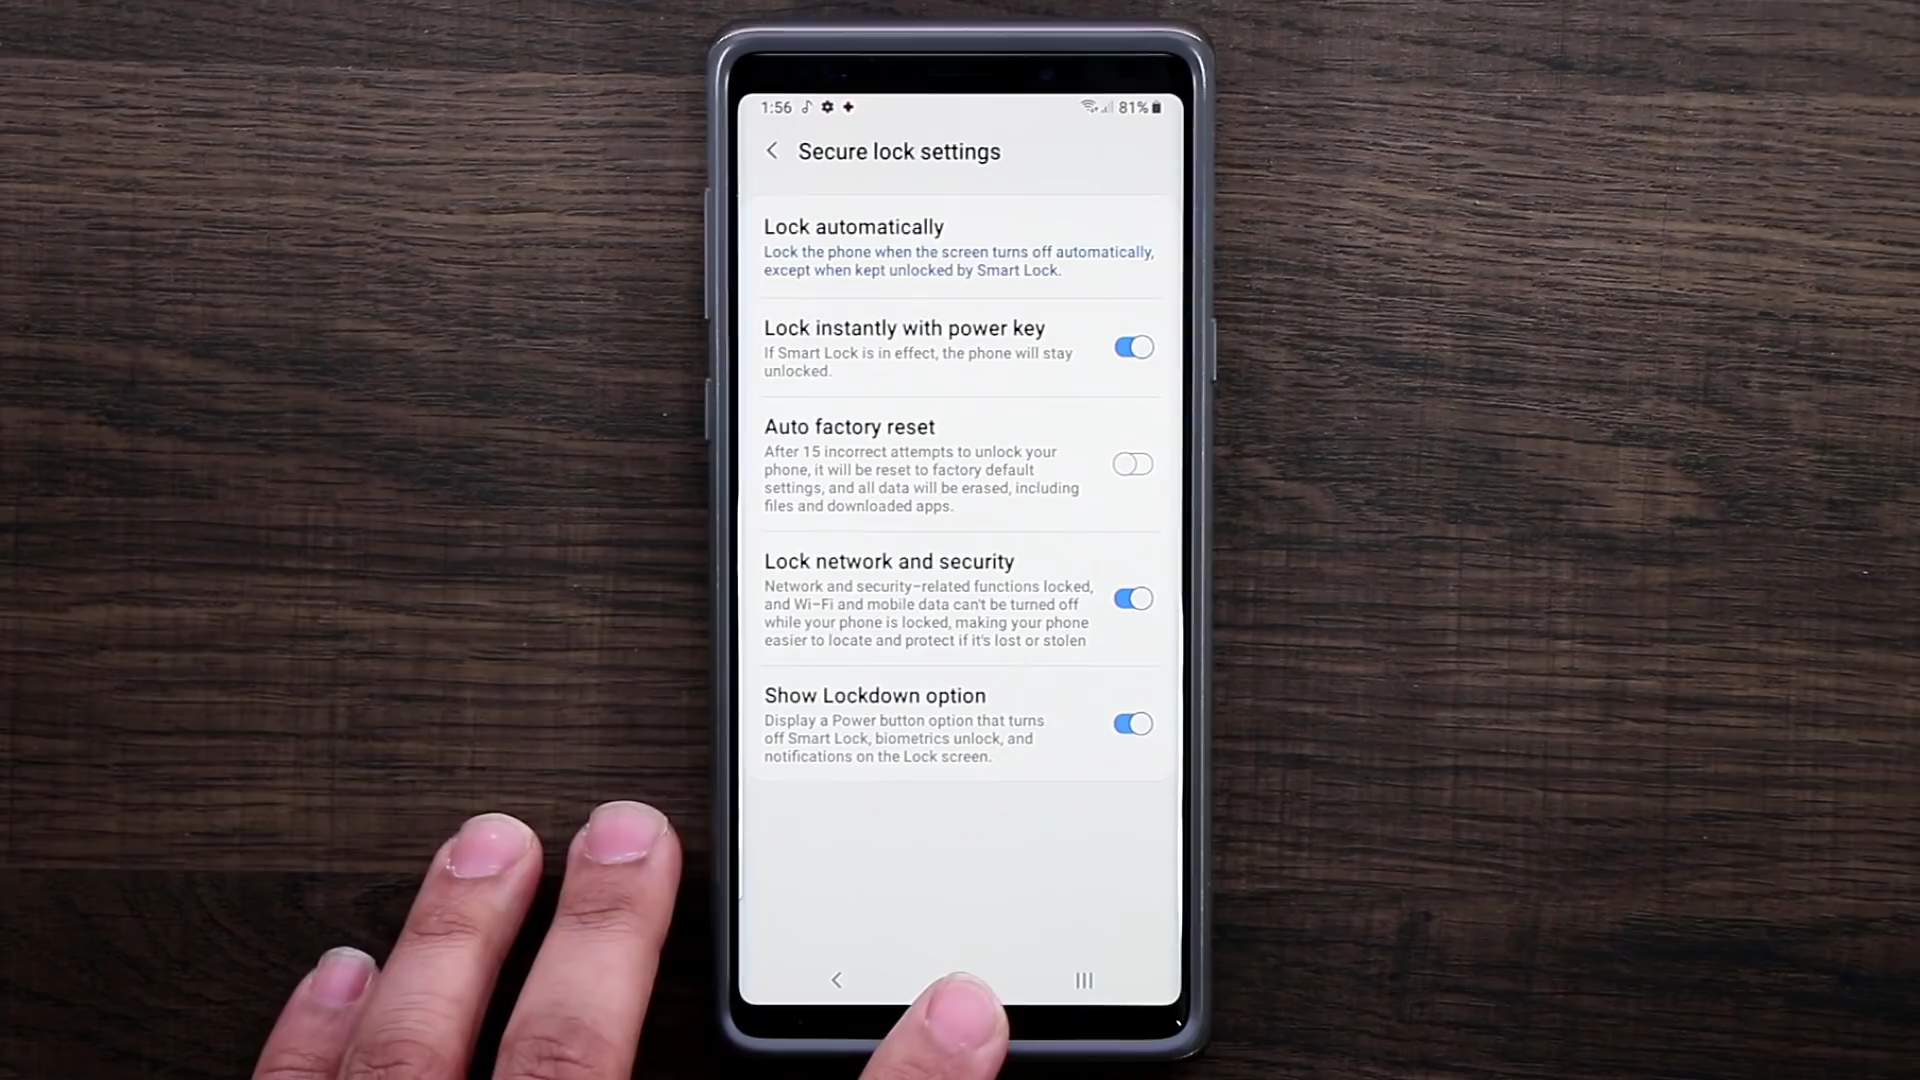 1:56 81%
Secure lock settings
Lock automatically
Lock the phone when the screen turns off automatically,
except when kept unlocked by Smart Lock.
Lock instantly with power key
If Smart Lock is in effect, the phone will stay
unlocked.
Auto factory reset
After 15 incorrect attempts to unlock your
phone, it will be reset to factory default
settings, and all data will be erased, including
files and downloaded apps.
Lock network and security
Network and security-related functions locked,
and Wi-Fi and mobile data can't be turned off
while your phone is locked, making your phone
easier to locate and protect if it's lost or stolen
Show Lockdown option
Display a Power button option that turns
off Smart Lock, biometrics unlock, and
notifications on the Lock screen.